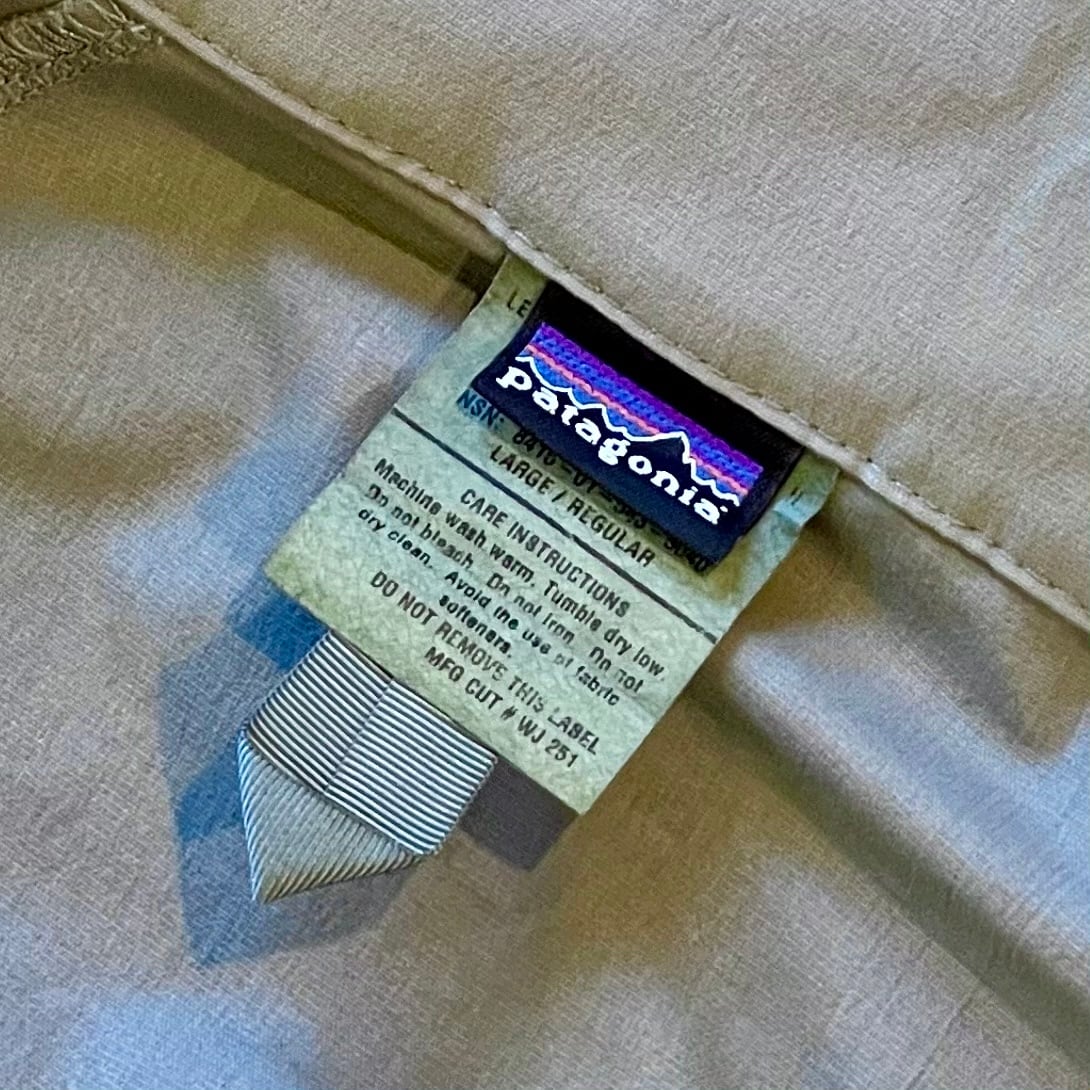 LE
patagonia
NSN:
LARGE / REGULAR
CARE INSTRUCTIONS
Machine wash warm. Tumble dry low.
Do not bleach. Do not iron. Do not
dry clean. Avoid the use of fabric
softeners.
DO NOT REMOVE THIS LABEL
MFG CUT # WJ 251